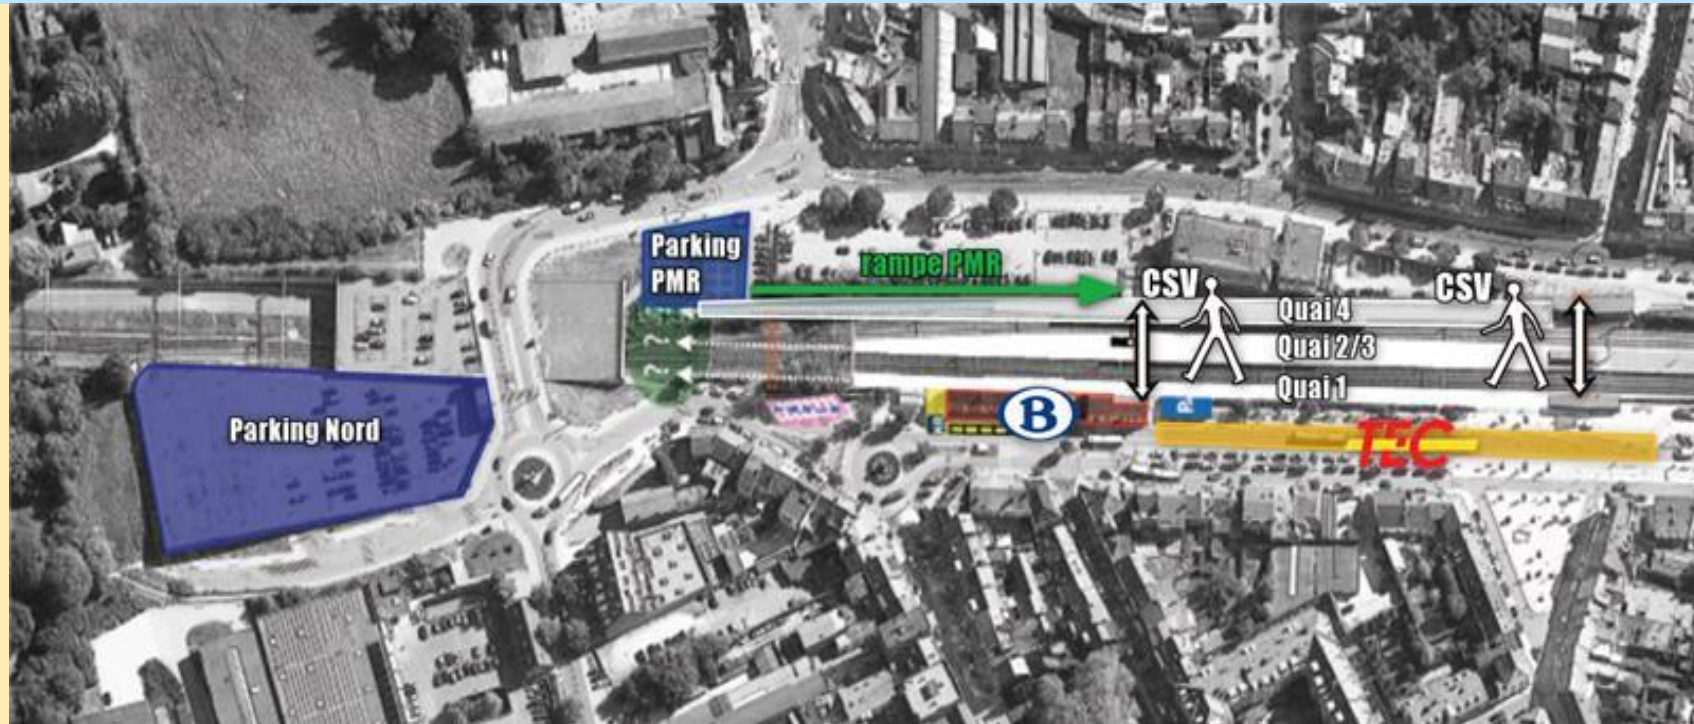 Parking
PMR
rampe PMR
CSV
CSV
Quai 4
Quai 2/3
Quai 1
? 
?
B
P
TEC
Parking Nord